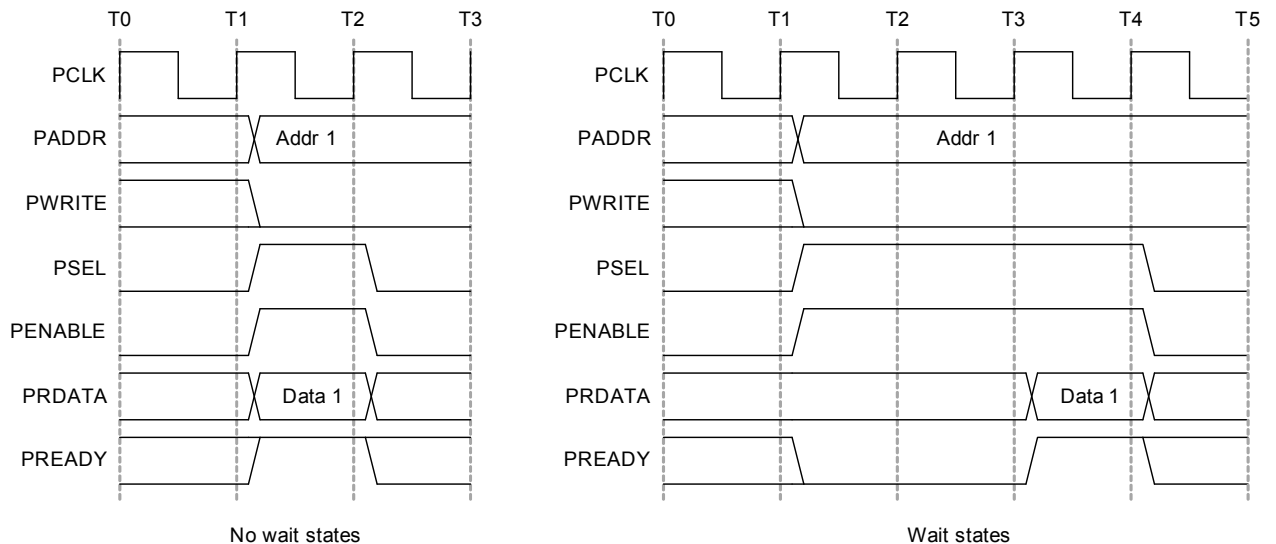 T0 T1 T2 T3
PCLK
PADDR Addr 1
PWRITE
PSEL
PENABLE
PRDATA Data 1
PREADY
No wait states
T0 T1 T2 T3 T4 T5
PCLK
PADDR Addr 1
PWRITE
PSEL
PENABLE
PRDATA Data 1
PREADY
Wait states